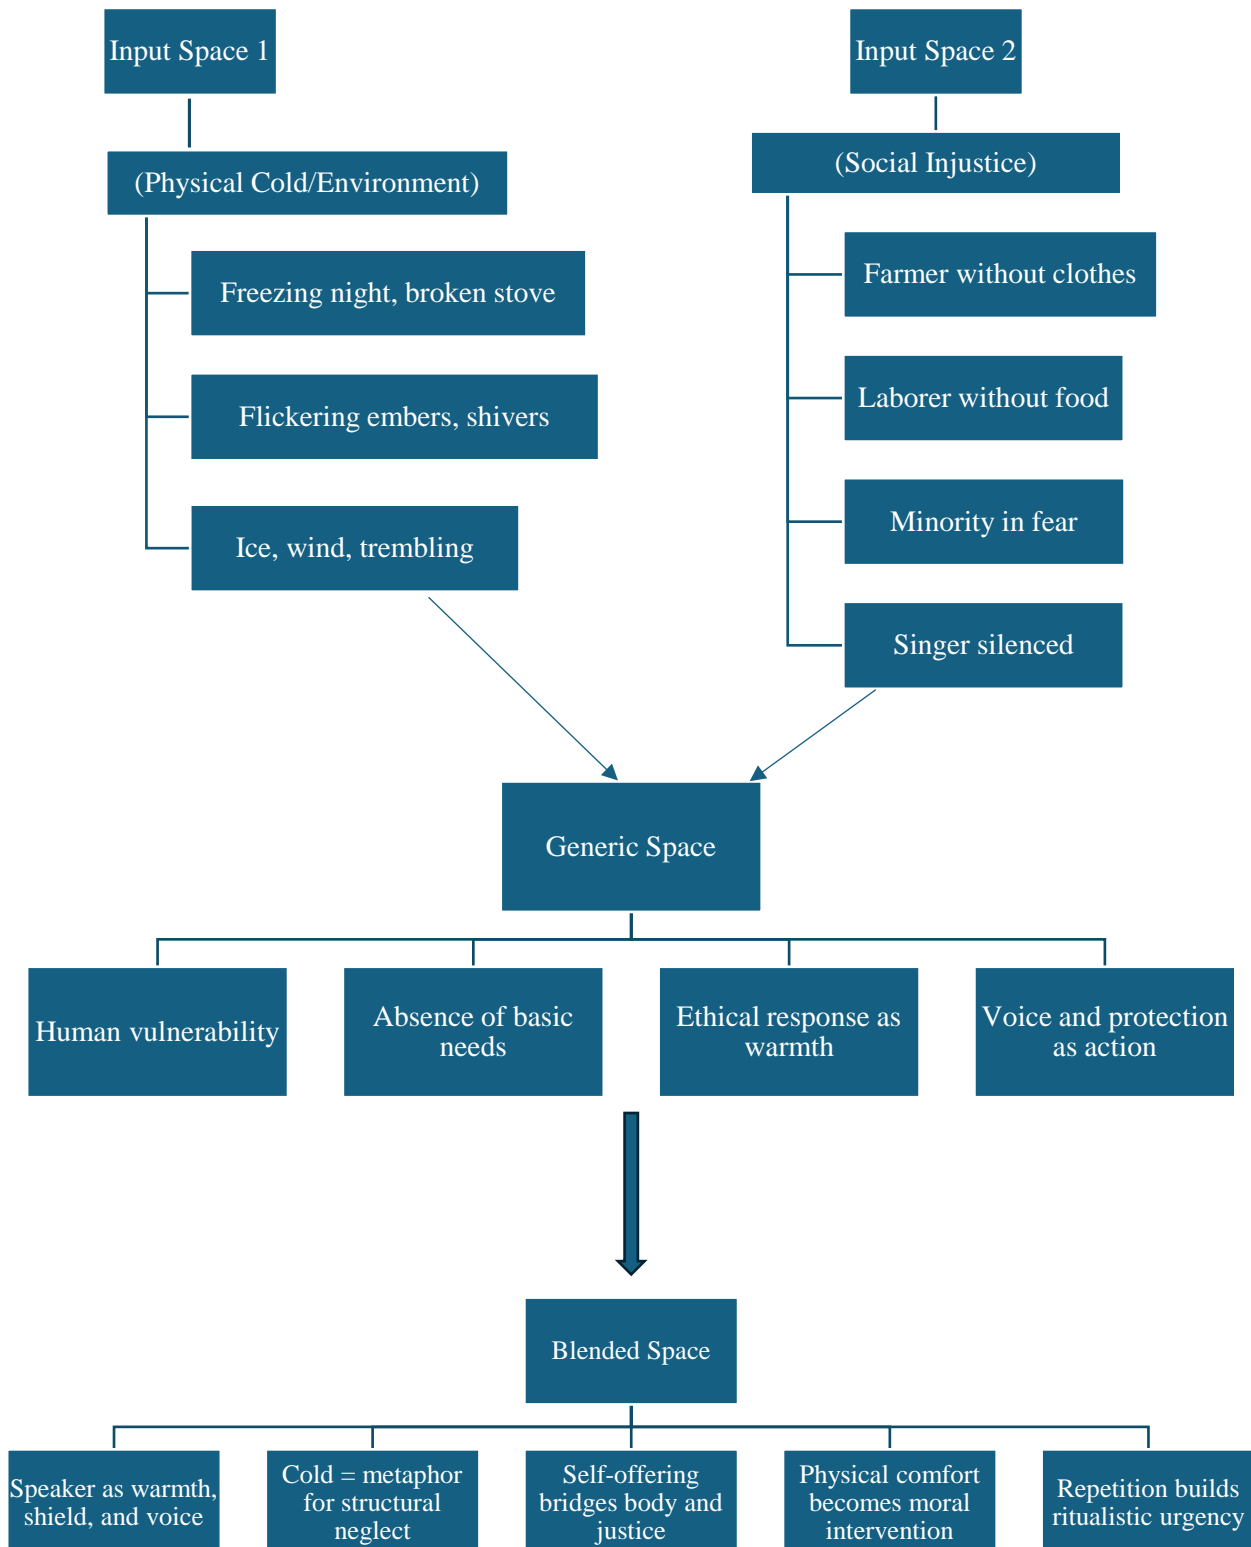 Input Space 1
(Physical Cold/Environment)
Freezing night, broken stove
Flickering embers, shivers
Ice, wind, trembling
Input Space 2
(Social Injustice)
Farmer without clothes
Laborer without food
Minority in fear
Singer silenced
Generic Space
Human vulnerability
Absence of basic
needs
Ethical response as
warmth
Voice and protection
as action
Blended Space
Speaker as warmth,
shield, and voice
Cold = metaphor
for structural
neglect
Self-offering
bridges body and
justice
Physical comfort
becomes moral
intervention
Repetition builds
ritualistic urgency